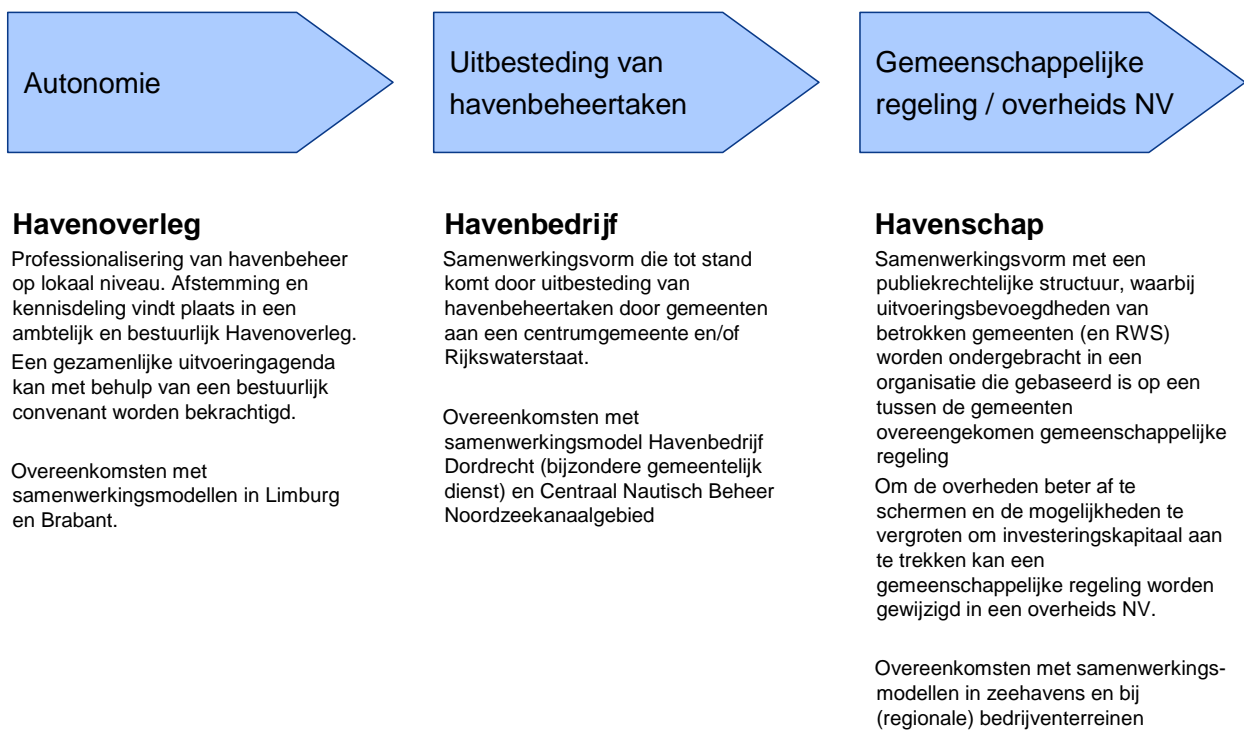 Autonomie
Uitbesteding van
havenbeheertaken
Gemeenschappelijke
regeling / overheids NV
Havenoverleg
Professionalisering van havenbeheer
op lokaal niveau. Afstemming en
kennisdeling vindt plaats in een
ambtelijk en bestuurlijk Havenoverleg.
Een gezamenlijke uitvoeringagenda
kan met behulp van een bestuurlijk
convenant worden bekrachtigd.
Overeenkomsten met
samenwerkingsmodellen in Limburg
en Brabant.
Havenbedrijf
Samenwerkingsvorm die tot stand
komt door uitbesteding van
havenbeheertaken door gemeenten
aan een centrumgemeente en/of
Rijkswaterstaat.
Overeenkomsten met
samenwerkingsmodel Havenbedrijf
Dordrecht (bijzondere gemeentelijk
dienst) en Centraal Nautisch Beheer
Noordzeekanaalgebied
Havenschap
Samenwerkingsvorm met een
publiekrechtelijke structuur, waarbij
uitvoeringsbevoegdheden van
betrokken gemeenten (en RWS)
worden ondergebracht in een
organisatie die gebaseerd is op een
tussen de gemeenten
overeengekomen gemeenschappelijke
regeling
Om de overheden beter af te
schermen en de mogelijkheden te
vergroten om investeringskapitaal aan
te trekken kan een
gemeenschappelijke regeling worden
gewijzigd in een overheids NV.
Overeenkomsten met samenwerkings-
modellen in zeehavens en bij
(regionale) bedrijventerreinen